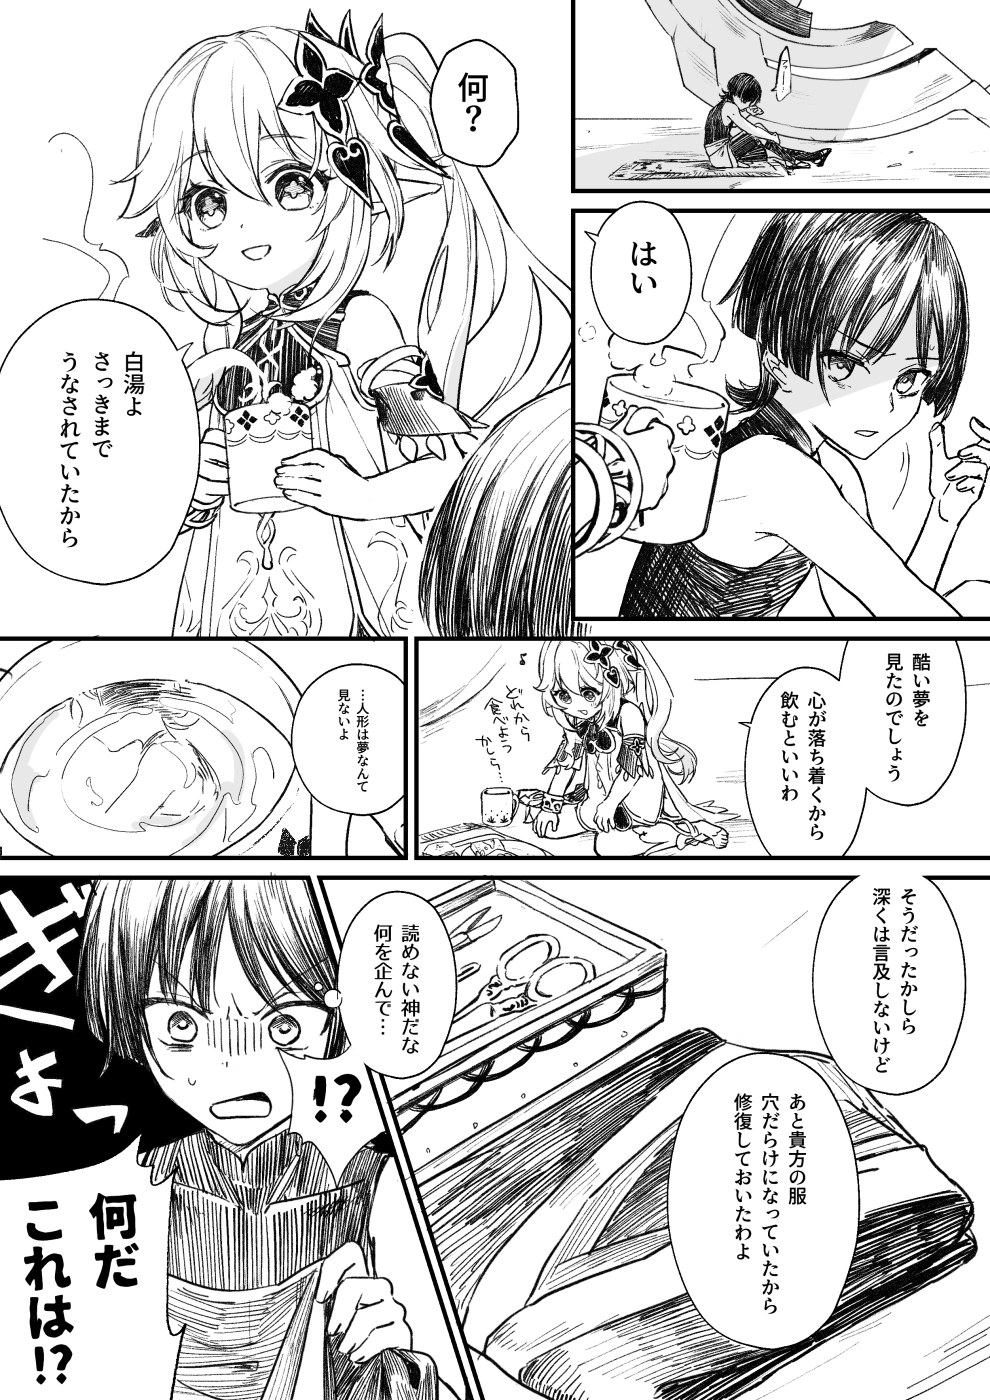 はい
何?
白湯よ
さっきまで
うなされていたから
酷い夢を
見たのでしょう
心が落ち着くから
飲むといいわ
♪
どれから
食べよう
かしら…
…人形は夢なんて
見ないよ
そうだったかしら
深くは言及しないけど
あと貴方の服
穴だらけになっていたから
修復しておいたわよ
読めない神だな
何を企んで…
!?
ギょっ
何だ
これは!?